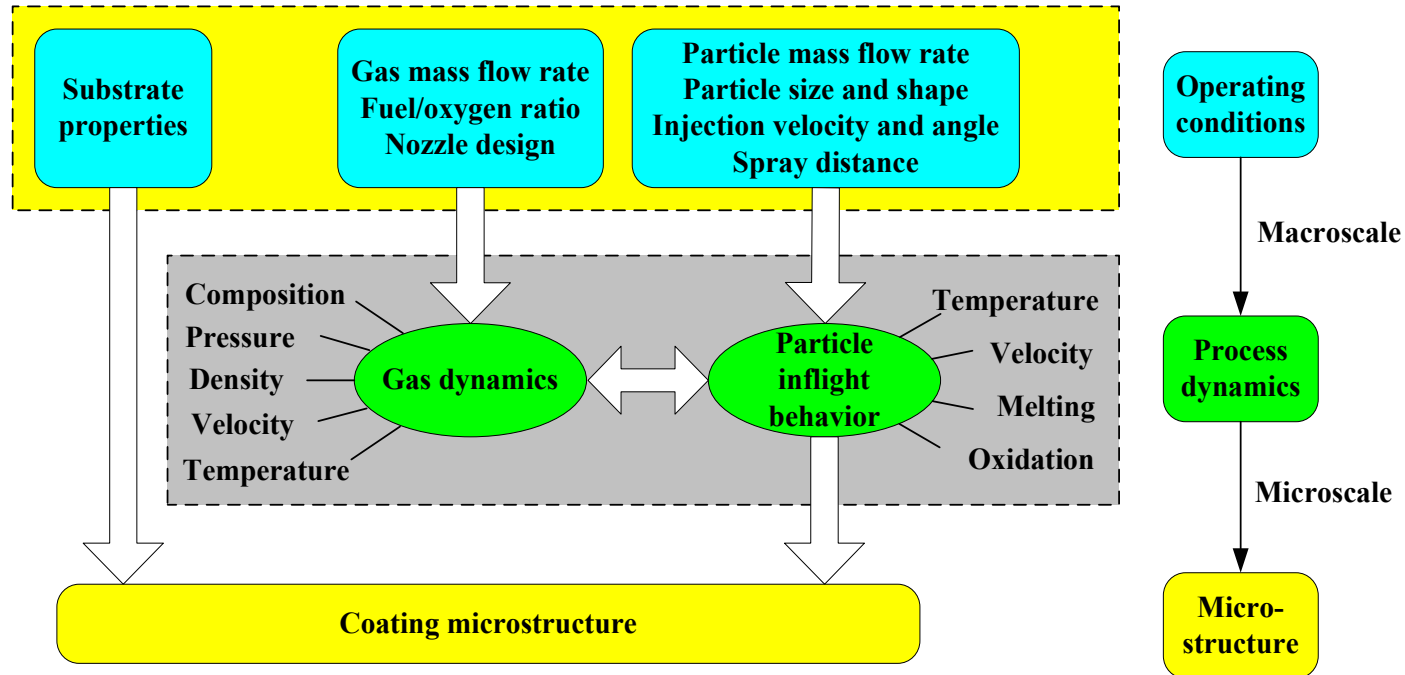 Substrate
properties
Gas mass flow rate
Fuel/oxygen ratio
Nozzle design
Particle mass flow rate
Particle size and shape
Injection velocity and angle
Spray distance
Operating
conditions
Macroscale
Composition
Pressure
Density
Velocity
Temperature
Gas dynamics
Particle
inflight
behavior
Temperature
Velocity
Melting
Oxidation
Process
dynamics
Microscale
Coating microstructure
Micro-
structure